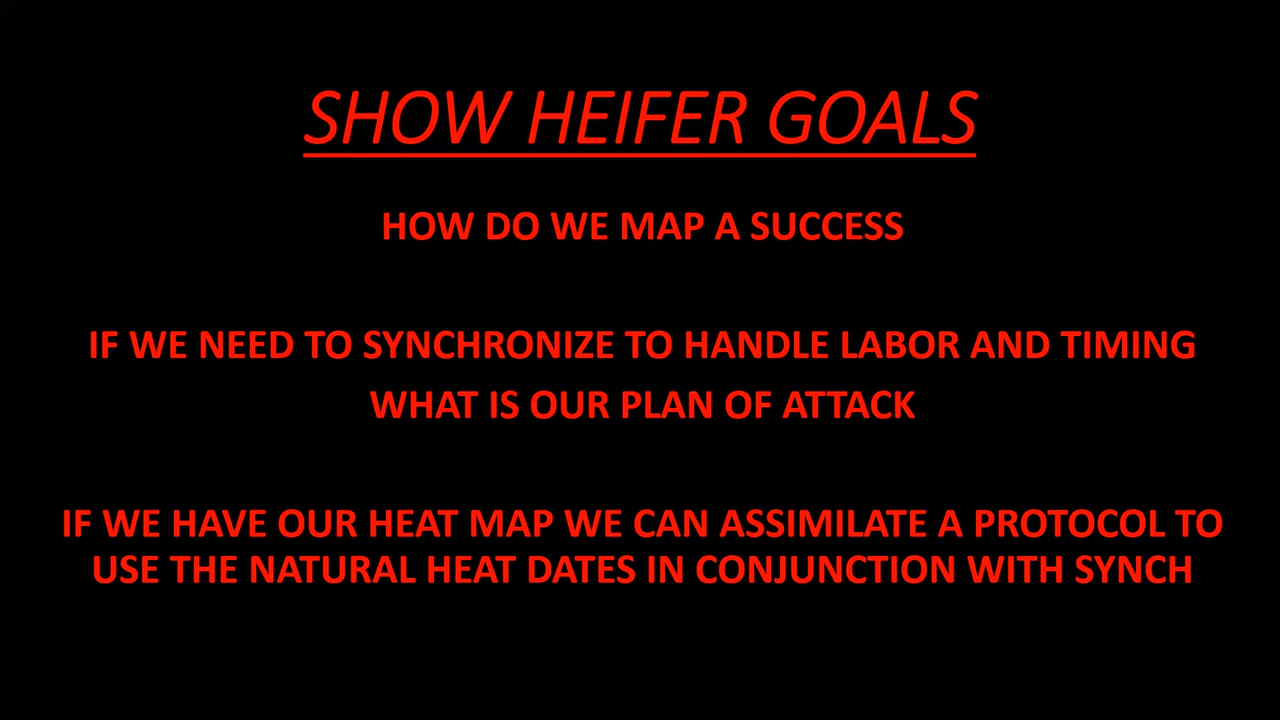 SHOW HEIFER GOALS
HOW DO WE MAP A SUCCESS
IF WE NEED TO SYNCHRONIZE TO HANDLE LABOR AND TIMING
WHAT IS OUR PLAN OF ATTACK
IF WE HAVE OUR HEAT MAP WE CAN ASSIMILATE A PROTOCOL TO
USE THE NATURAL HEAT DATES IN CONJUNCTION WITH SYNCH